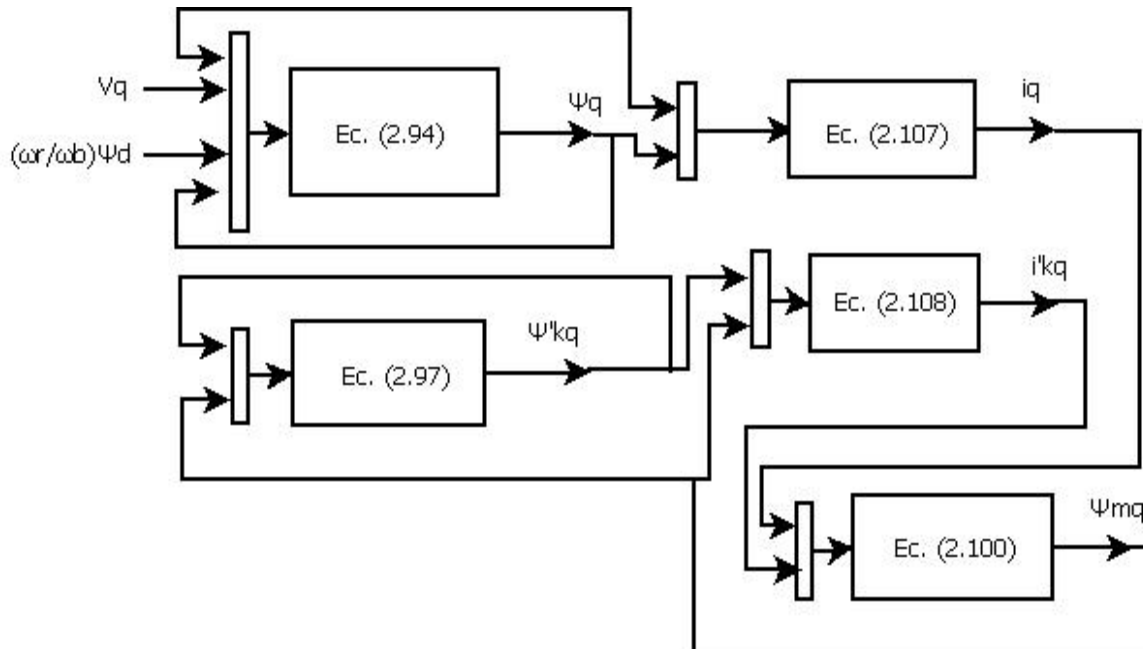 Vq
(ωr/ωb)Ψd
Ec. (2.94)
Ψq
Ec. (2.107)
iq
Ec. (2.97)
Ψ'kq
Ec. (2.108)
i'kq
Ec. (2.100)
Ψmq